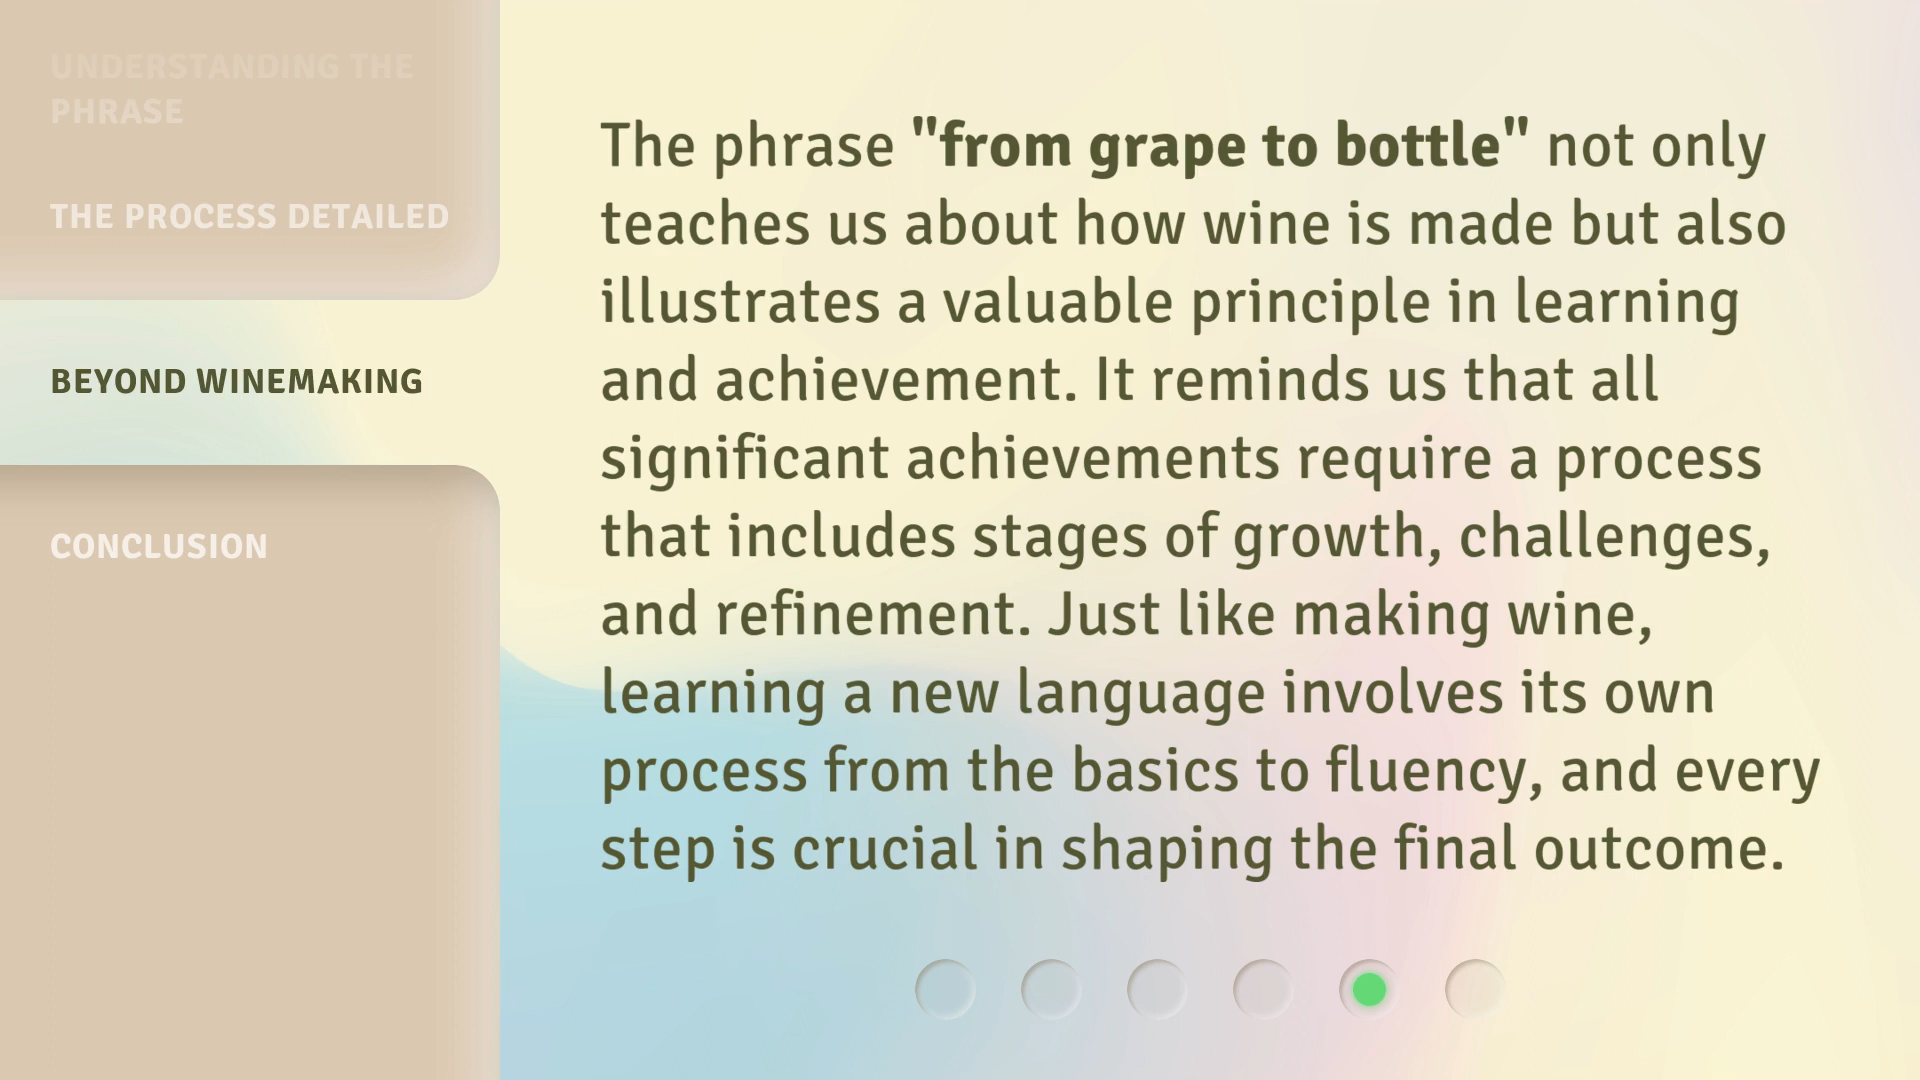 UNDERSTANDING THE
PHRASE
THE PROCESS DETAILED
BEYOND WINEMAKING
CONCLUSION
The phrase "from grape to bottle" not only
teaches us about how wine is made but also
illustrates a valuable principle in learning
and achievement. It reminds us that all
significant achievements require a process
that includes stages of growth, challenges,
and refinement. Just like making wine,
learning a new language involves its own
process from the basics to fluency, and every
step is crucial in shaping the final outcome.